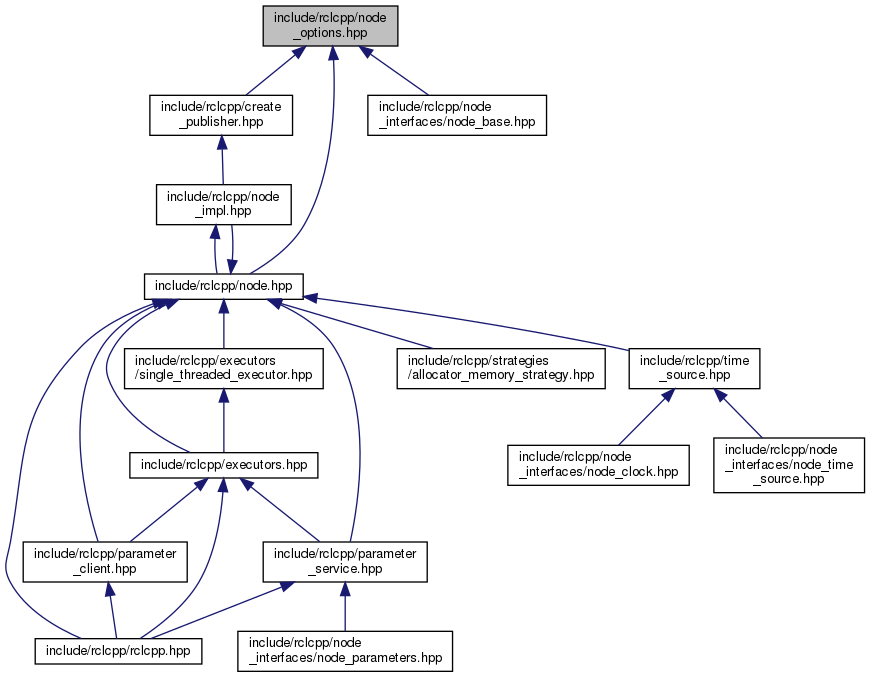 include/rclcpp/node
_options.hpp
include/rclcpp/create
_publisher.hpp
include/rclcpp/node
_interfaces/node_base.hpp
include/rclcpp/node
_impl.hpp
include/rclcpp/node.hpp
include/rclcpp/executors
/single_threaded_executor.hpp
include/rclcpp/strategies
/allocator_memory_strategy.hpp
include/rclcpp/time
_source.hpp
include/rclcpp/executors.hpp
include/rclcpp/node
_interfaces/node_clock.hpp
include/rclcpp/node
_interfaces/node_time
_source.hpp
include/rclcpp/parameter
_client.hpp
include/rclcpp/parameter
_service.hpp
include/rclcpp/rclcpp.hpp
include/rclcpp/node
_interfaces/node_parameters.hpp